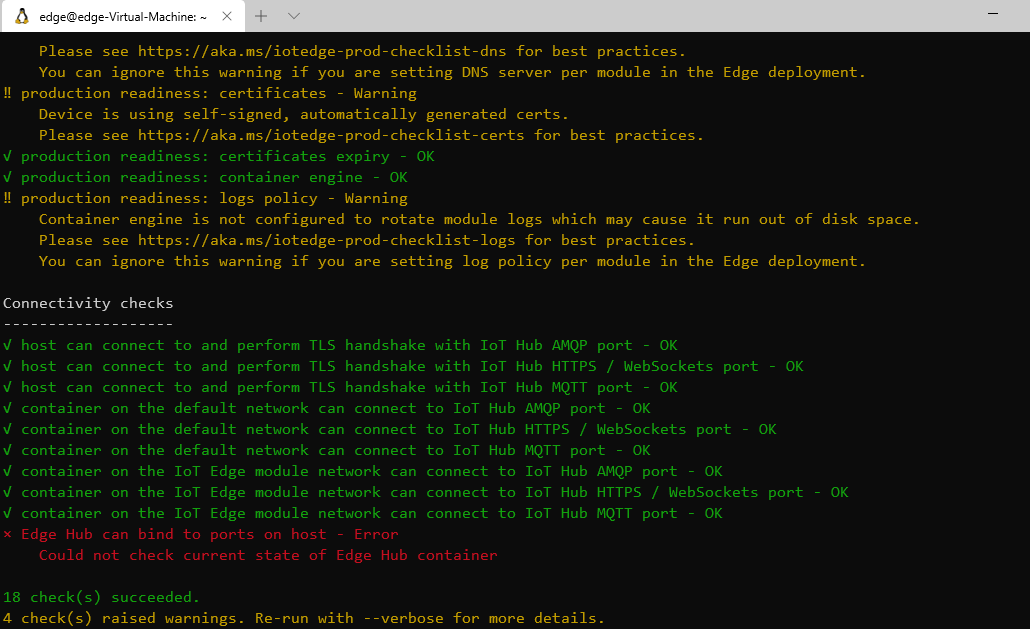 edge@edge-Virtual-Machine: ~
Please see https://aka.ms/iotedge-prod-checklist-dns for best practices.
You can ignore this warning if you are setting DNS server per module in the Edge deployment.
‼ production readiness: certificates - Warning
Device is using self-signed, automatically generated certs.
Please see https://aka.ms/iotedge-prod-checklist-certs for best practices.
√ production readiness: certificates expiry - OK
√ production readiness: container engine - OK
‼ production readiness: logs policy - Warning
Container engine is not configured to rotate module logs which may cause it run out of disk space.
Please see https://aka.ms/iotedge-prod-checklist-logs for best practices.
You can ignore this warning if you are setting log policy per module in the Edge deployment.
Connectivity checks
-------------------
√ host can connect to and perform TLS handshake with IoT Hub AMQP port - OK
√ host can connect to and perform TLS handshake with IoT Hub HTTPS / WebSockets port - OK
√ host can connect to and perform TLS handshake with IoT Hub MQTT port - OK
√ container on the default network can connect to IoT Hub AMQP port - OK
√ container on the default network can connect to IoT Hub HTTPS / WebSockets port - OK
√ container on the default network can connect to IoT Hub MQTT port - OK
√ container on the IoT Edge module network can connect to IoT Hub AMQP port - OK
√ container on the IoT Edge module network can connect to IoT Hub HTTPS / WebSockets port - OK
√ container on the IoT Edge module network can connect to IoT Hub MQTT port - OK
× Edge Hub can bind to ports on host - Error
Could not check current state of Edge Hub container
18 check(s) succeeded.
4 check(s) raised warnings. Re-run with --verbose for more details.